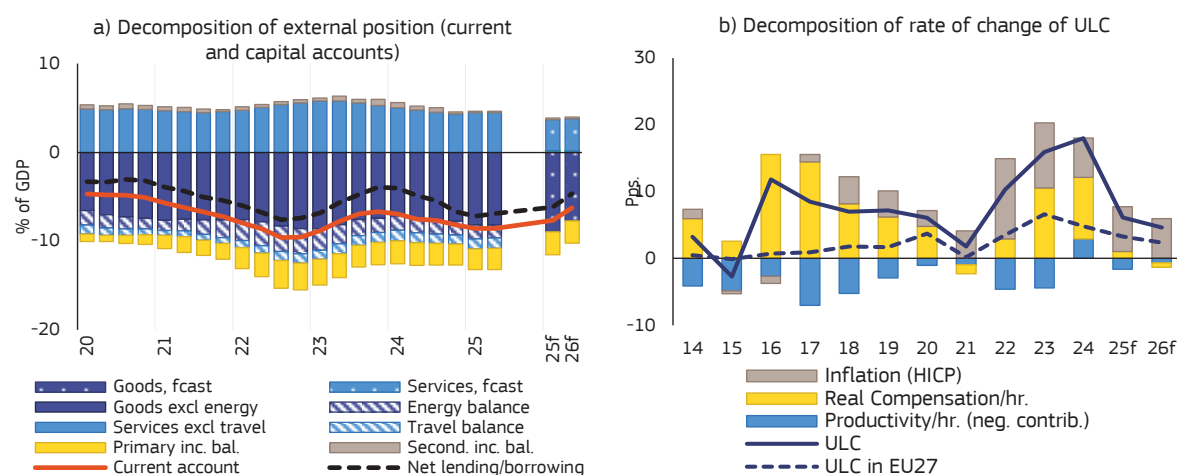 a) Decomposition of external position (current
and capital accounts)
10
0
-10
-20
% of GDP
20
21
22
23
24
25
25f
26f
Goods, fcast
Services, fcast
Goods excl energy
Energy balance
Services excl travel
Travel balance
Primary inc. bal.
Second. inc. bal.
Current account
Net lending/borrowing
b) Decomposition of rate of change of ULC
30
20
10
0
-10
Pps.
14 15 16 17 18 19 20 21 22 23 24 25f 26f
Inflation (HICP)
Real Compensation/hr.
Productivity/hr. (neg. contrib.)
ULC
ULC in EU27